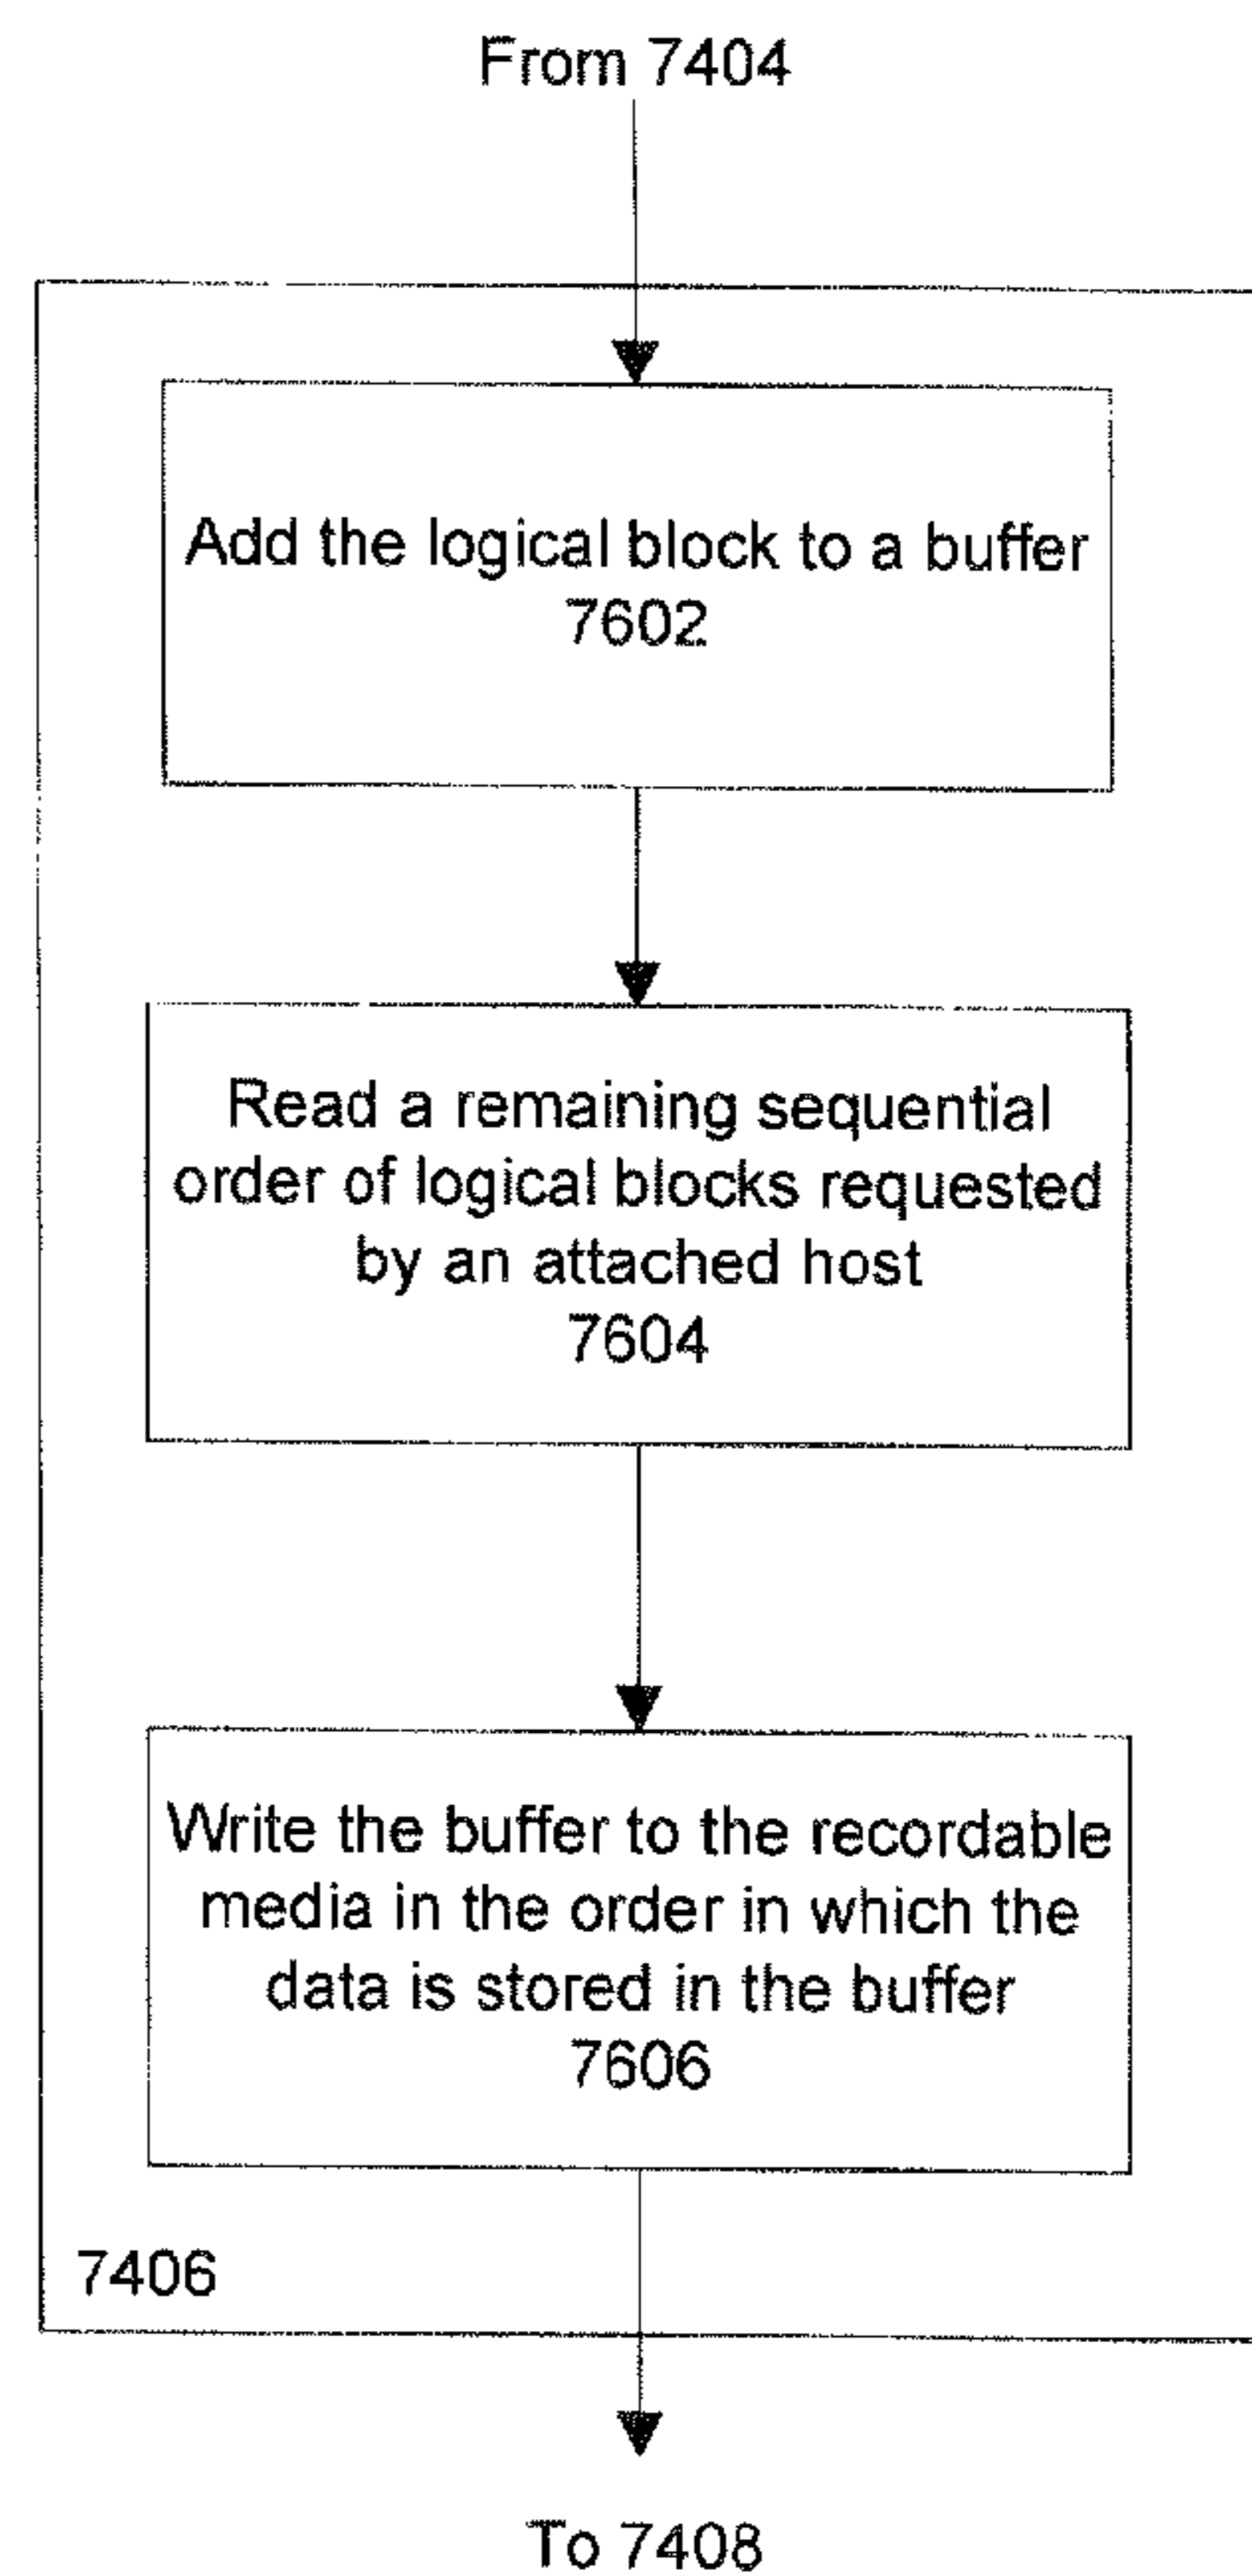 From 7404
Add the logical block to a buffer
7602
Read a remaining sequential
order of logical blocks requested
by an attached host
7604
Write the buffer to the recordable
media in the order in which the
data is stored in the buffer
7606
7406
To 7408